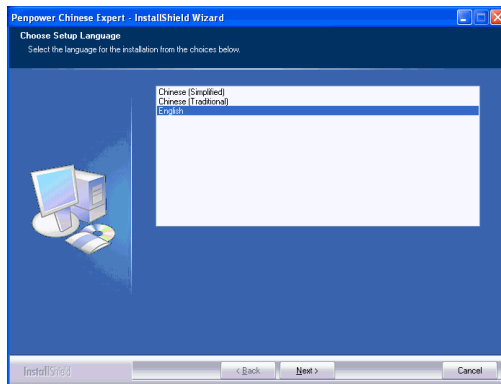 Penpower Chinese Expert - InstallShield Wizard
Choose Setup Language
Select the language for the installation from the choices below.
Chinese (Simplified)
Chinese (Traditional)
English
InstallShield
< Back
Next >
Cancel